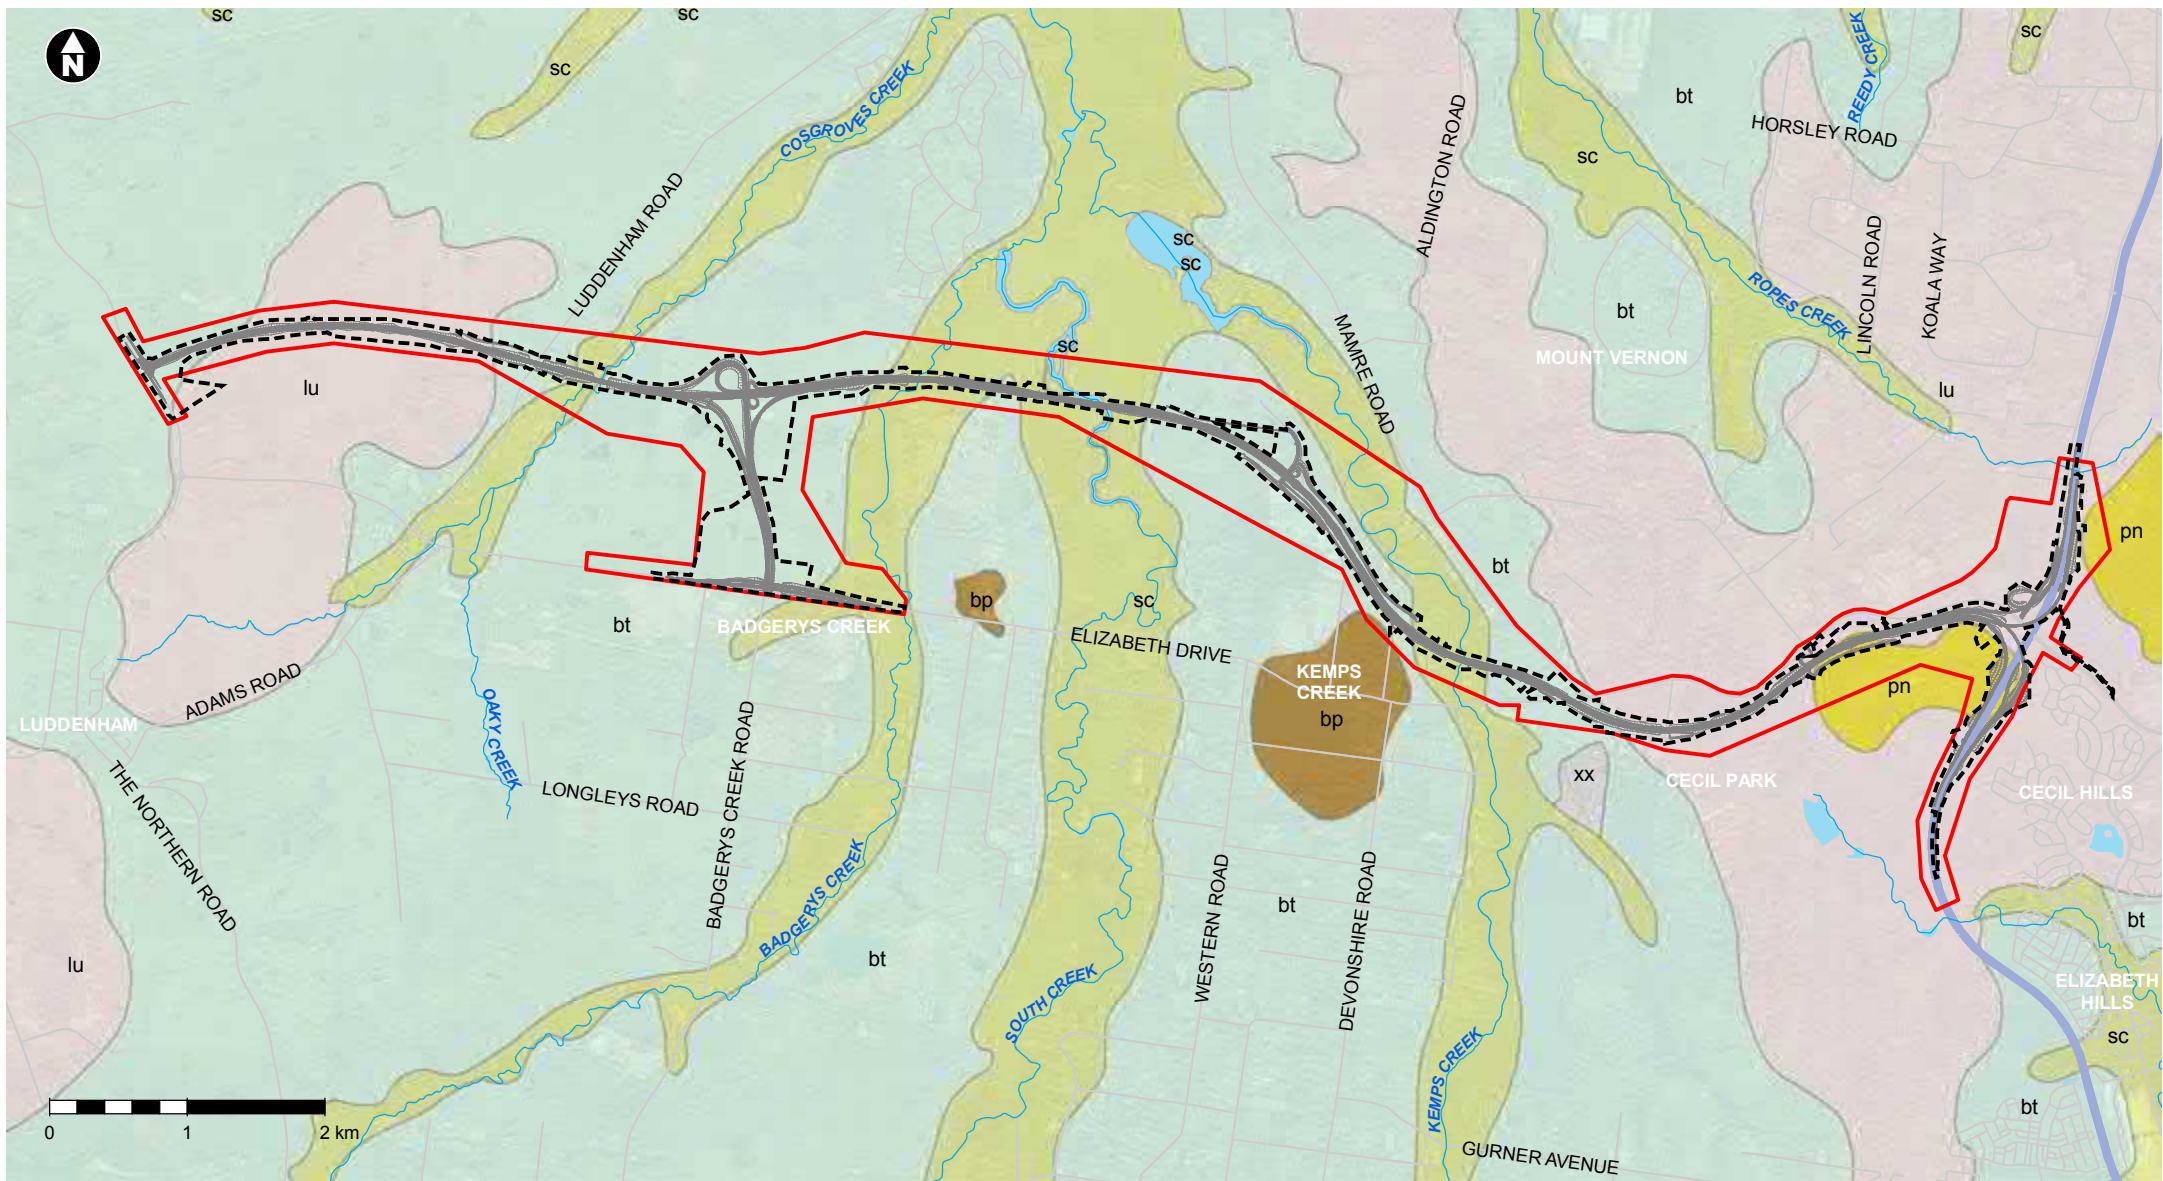 sc
sc
sc
sc
N
REEDY CREEK
COSGROVES CREEK
bt
HORSLEY ROAD
ALDINGTON ROAD
sc
LUDDENHAM ROAD
sc
sc
LINCOLN ROAD
KOALA WAY
ROPES CREEK
bt
MAMRE ROAD
sc
MOUNT VERNON
lu
lu
pn
bt
bp
sc
bt
BADGERYS CREEK
ELIZABETH DRIVE
KEMPS
CREEK
bp
pn
ADAMS ROAD
LUDDENHAM
OAKY CREEK
BADGERYS CREEK ROAD
xx
CECIL PARK
CECIL HILLS
THE NORTHERN ROAD
LONGLEYS ROAD
BADGERYS CREEK
WESTERN ROAD
DEVONSHIRE ROAD
bt
bt
lu
bt
SOUTH CREEK
ELIZABETH
HILLS
sc
KEMPS CREEK
bt
0 1 2 km
GURNER AVENUE